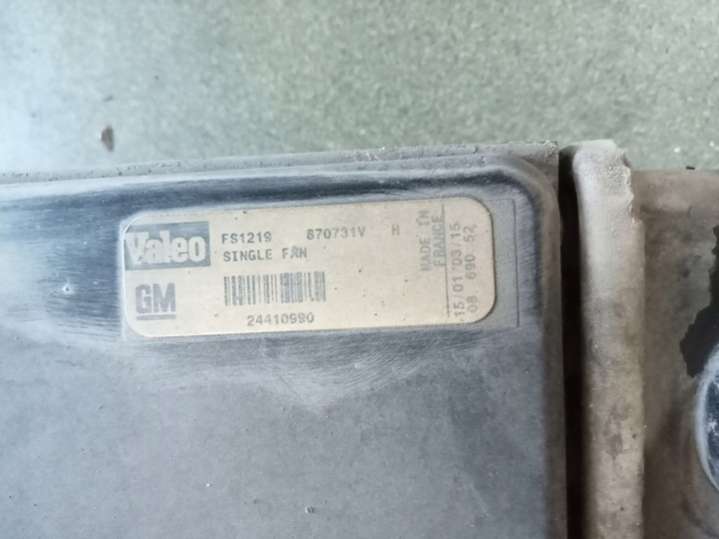 Valeo FS1219 870731V H
SINGLE FAN
GM
24410990
MADE IN
FRANCE
15/01/03/15
08 690 52